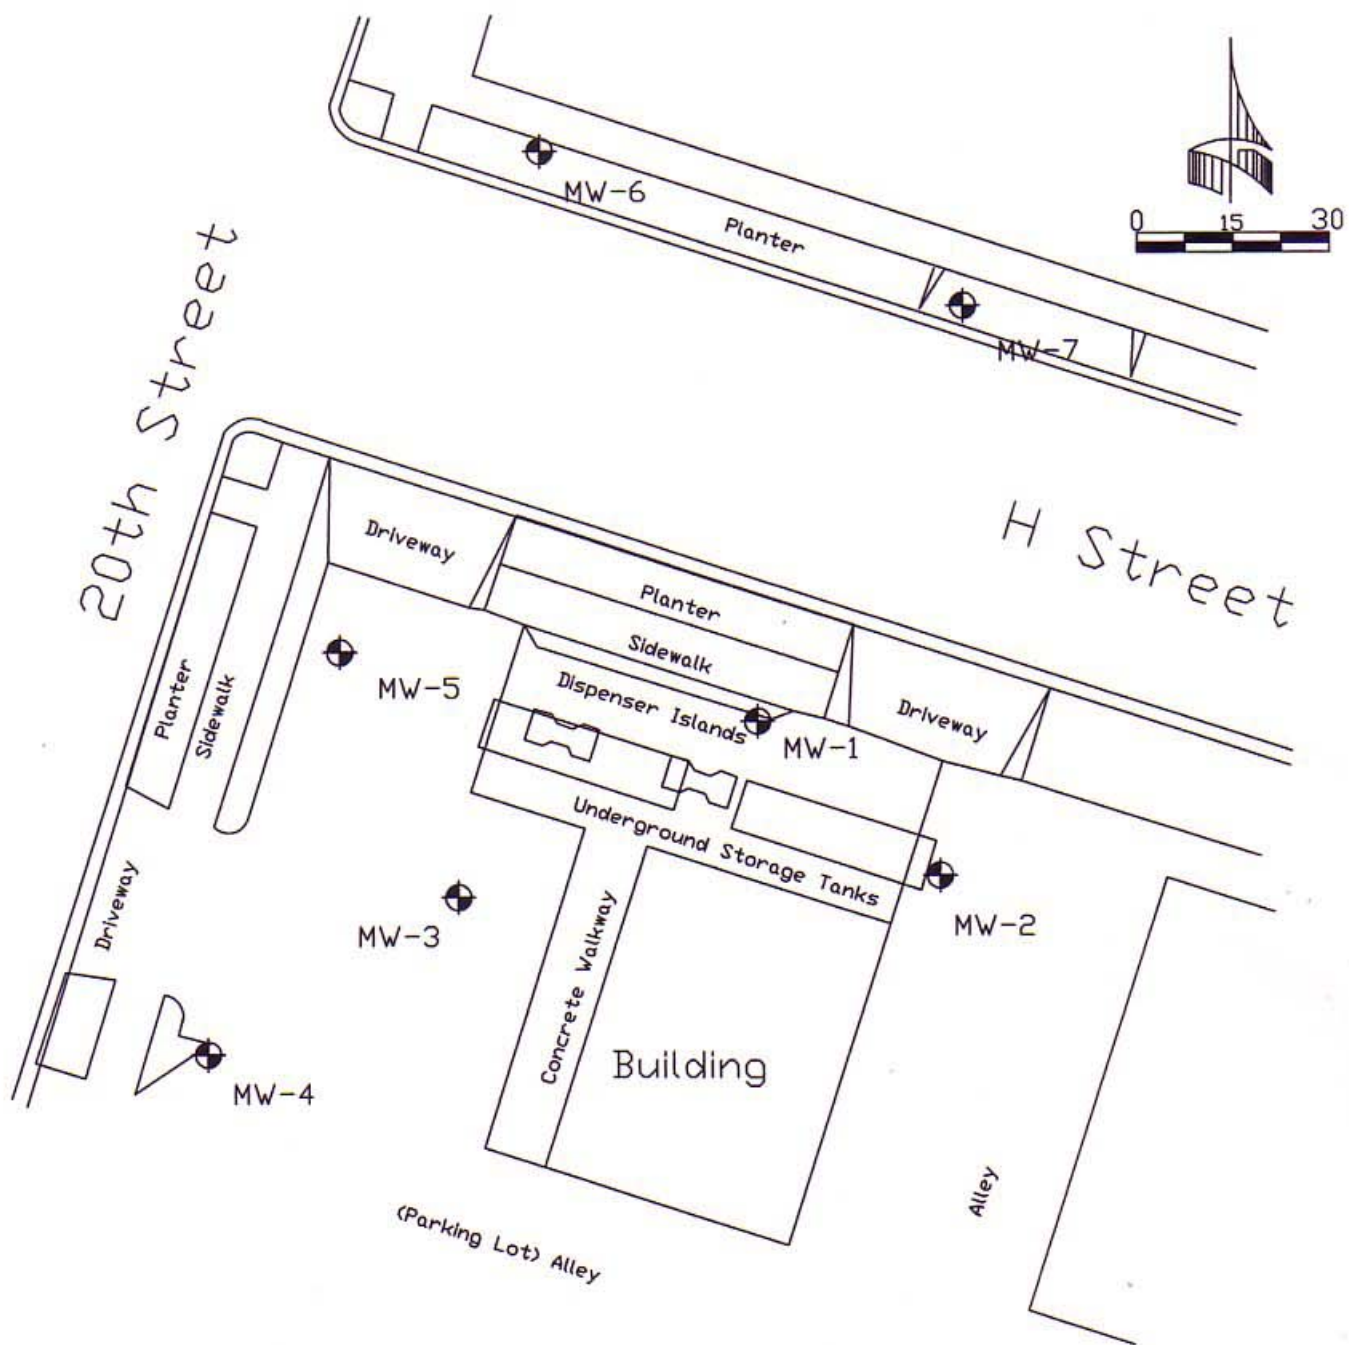 MW-6
Planter
0 15 30
MW-7
20th Street
H Street
Driveway
Planter
Sidewalk
MW-5
Dispenser Islands
MW-1
Driveway
Planter
Sidewalk
Underground Storage Tanks
MW-2
MW-3
Driveway
Concrete Walkway
Building
MW-4
Alley
(Parking Lot) Alley